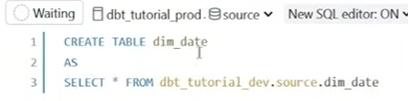 Waiting dbt_tutorial_prod. source New SQL editor: ON
1 CREATE TABLE dim_date
2 AS
3 SELECT * FROM dbt_tutorial_dev.source.dim_date